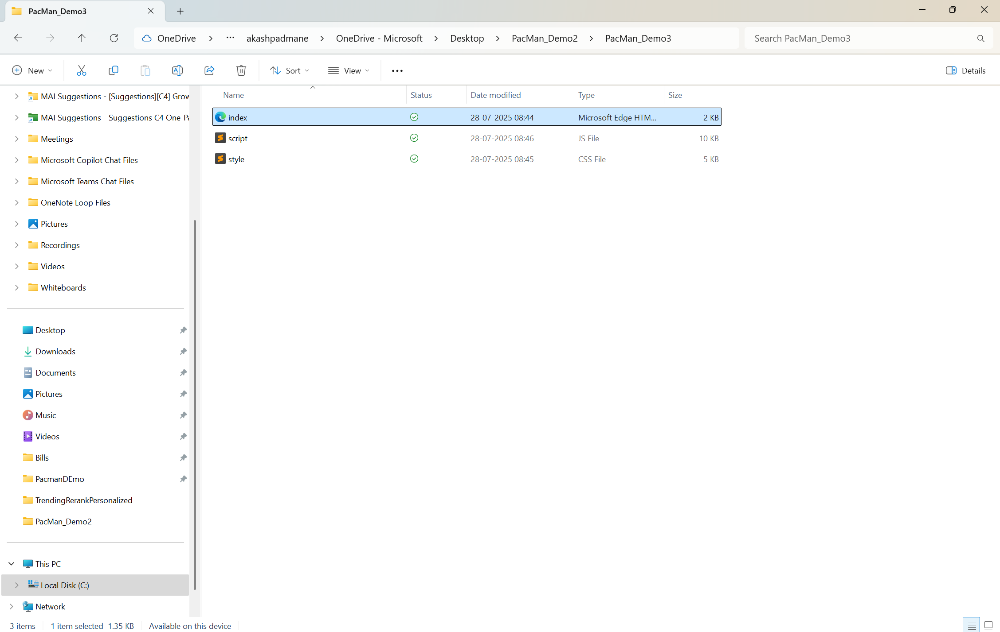 PacMan_Demo3
OneDrive > ... akashpadmane > OneDrive - Microsoft > Desktop > PacMan_Demo2 > PacMan_Demo3
Search PacMan_Demo3
New
Sort
View
Details
MAI Suggestions - [Suggestions][C4] Grow
MAI Suggestions - Suggestions C4 One-Pa
Meetings
Microsoft Copilot Chat Files
Microsoft Teams Chat Files
OneNote Loop Files
Pictures
Recordings
Videos
Whiteboards
Desktop
Downloads
Documents
Pictures
Music
Videos
Bills
PacmanDEmo
TrendingRerankPersonalized
PacMan_Demo2
This PC
Local Disk (C:)
Network
Name Status Date modified Type Size
index 28-07-2025 08:44 Microsoft Edge HTM... 2 KB
script 28-07-2025 08:46 JS File 10 KB
style 28-07-2025 08:45 CSS File 5 KB
3 items 1 item selected 1.35 KB Available on this device